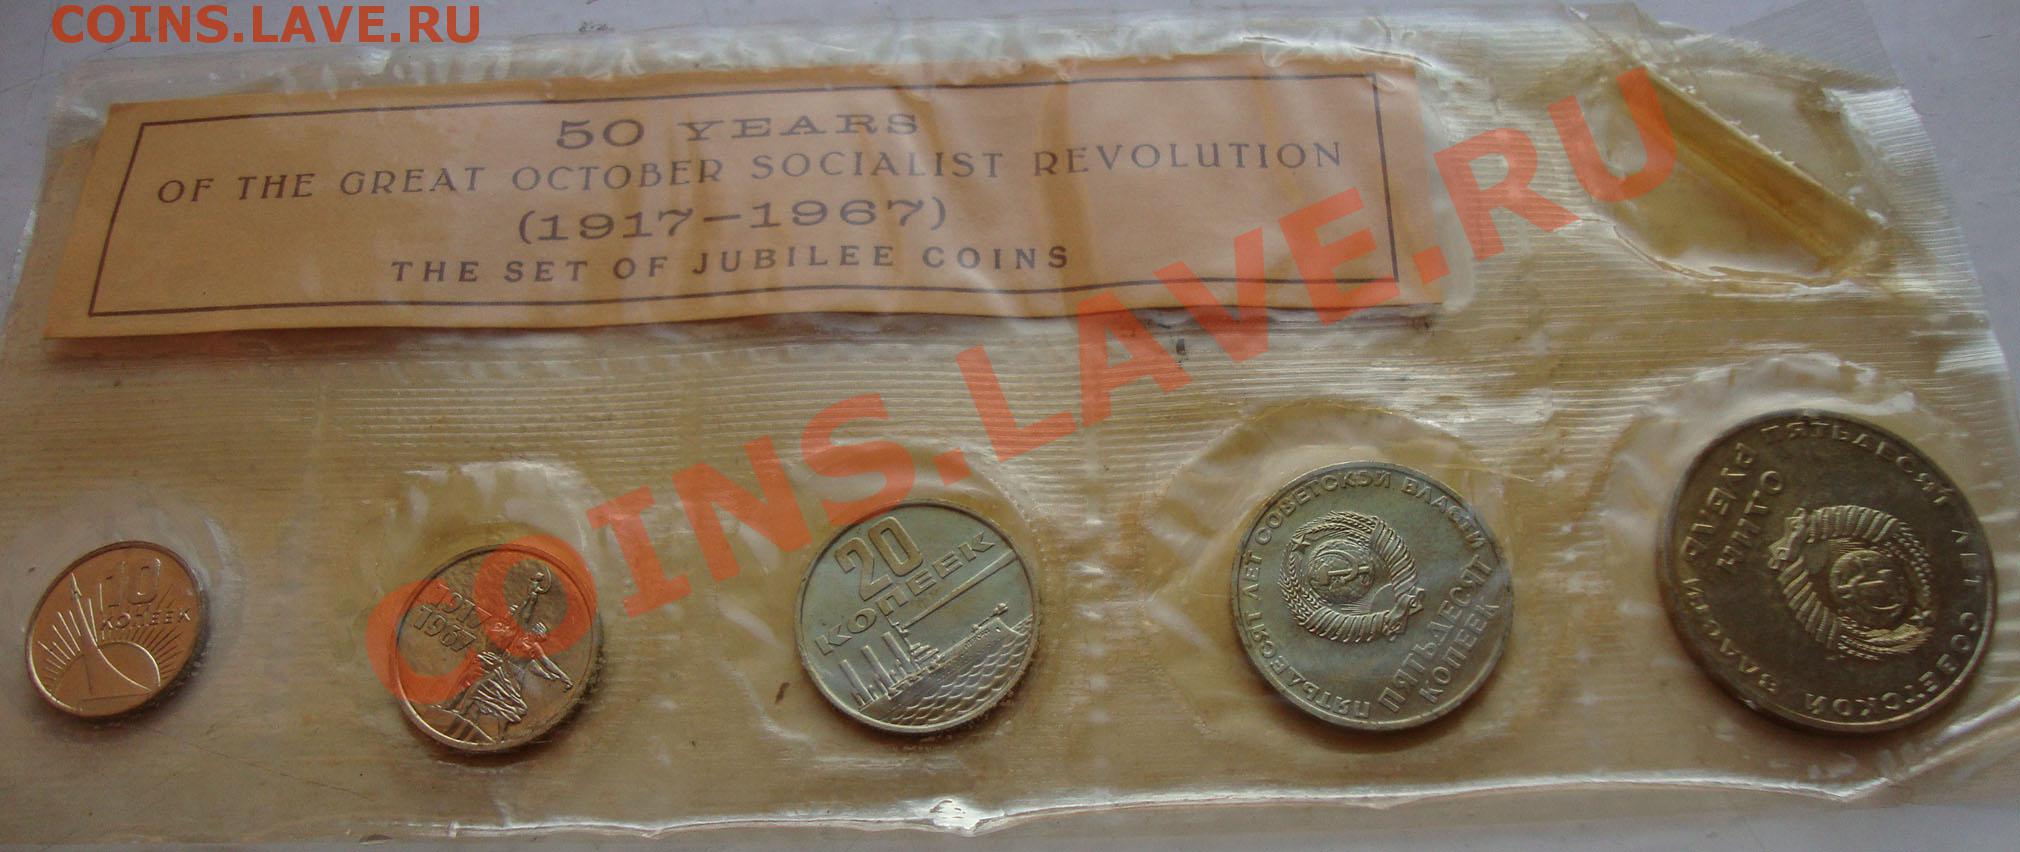 COINS.LAVE.RU
50 YEARS
OF THE GREAT OCTOBER SOCIALIST REVOLUTION
(1917–1967)
THE SET OF JUBILEE COINS
COINS.LAVE.RU
10
КОПЕЕК
1917
1967
20
КОПЕЕК
ПЯТЬДЕСЯТ ЛЕТ СОВЕТСКОЙ ВЛАСТИ
ПЯТЬДЕСЯТ
КОПЕЕК
ПЯТЬДЕСЯТ ЛЕТ СОВЕТСКОЙ ВЛАСТИ
ОДИН
РУБЛЬ